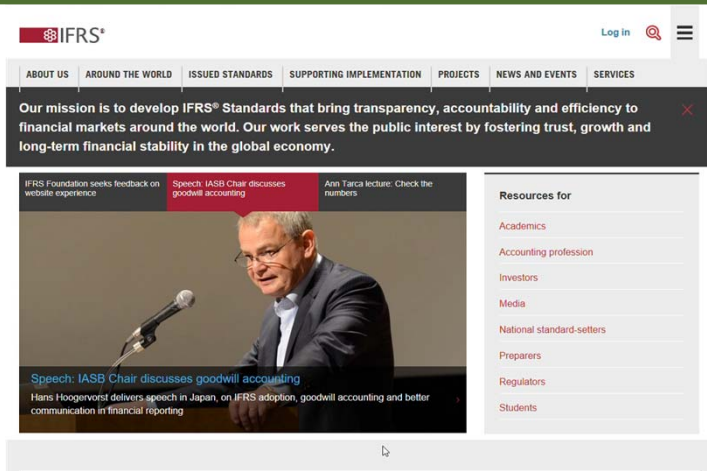 IFRS®
Log in
ABOUT US
AROUND THE WORLD
ISSUED STANDARDS
SUPPORTING IMPLEMENTATION
PROJECTS
NEWS AND EVENTS
SERVICES
Our mission is to develop IFRS® Standards that bring transparency, accountability and efficiency to
financial markets around the world. Our work serves the public interest by fostering trust, growth and
long-term financial stability in the global economy.
IFRS Foundation seeks feedback on
website experience
Speech: IASB Chair discusses
goodwill accounting
Ann Tarca lecture: Check the
numbers
Speech: IASB Chair discusses goodwill accounting
Hans Hoogervorst delivers speech in Japan, on IFRS adoption, goodwill accounting and better
communication in financial reporting
Resources for
Academics
Accounting profession
Investors
Media
National standard-setters
Preparers
Regulators
Students